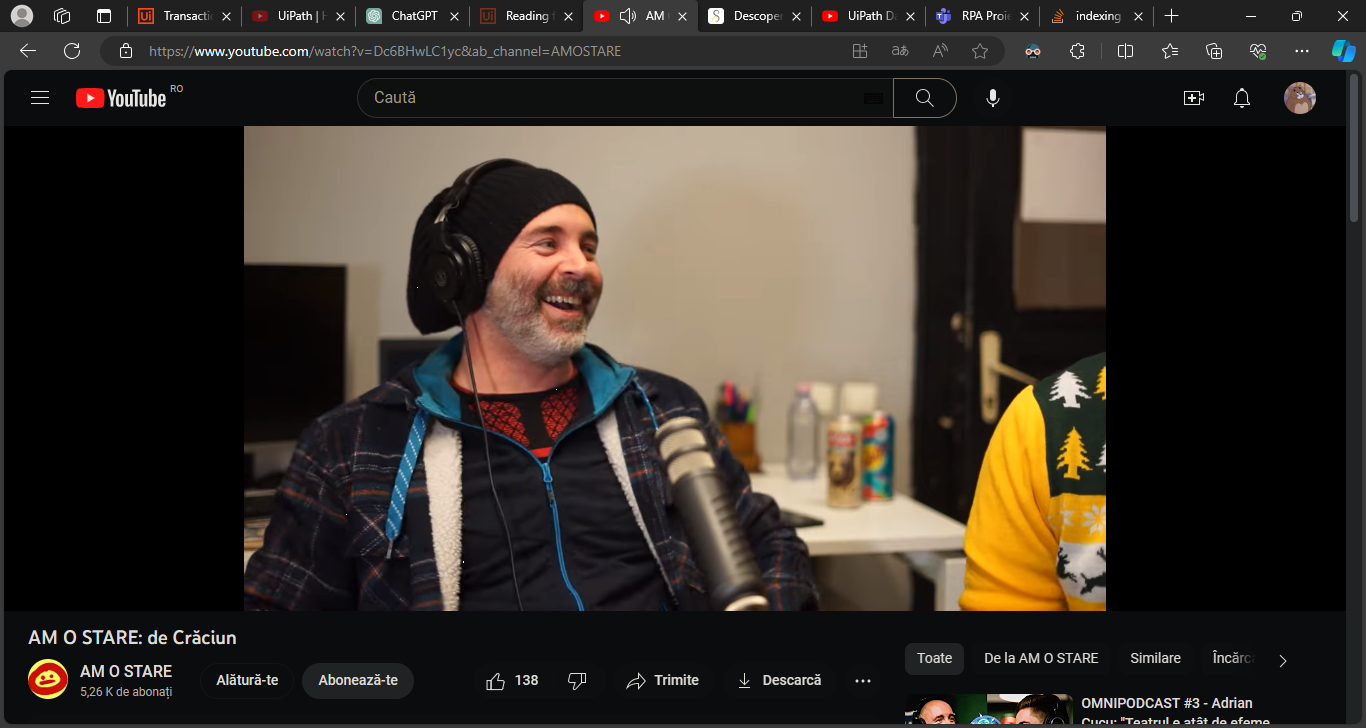 Transactic
UiPath | H
ChatGPT
Reading f
AM
Descoper
UiPath Da
RPA Proie
indexing
https://www.youtube.com/watch?v=Dc6BHwLC1yc&ab_channel=AMOSTARE
YouTube RO
Caută
AM O STARE: de Crăciun
AM O STARE
5,26 K de abonați
Alătură-te
Abonează-te
138
Trimite
Descarcă
Toate
De la AM O STARE
Similare
Încărc
OMNIPODCAST #3 - Adrian
Cucu: "Teatrul e atât de efeme